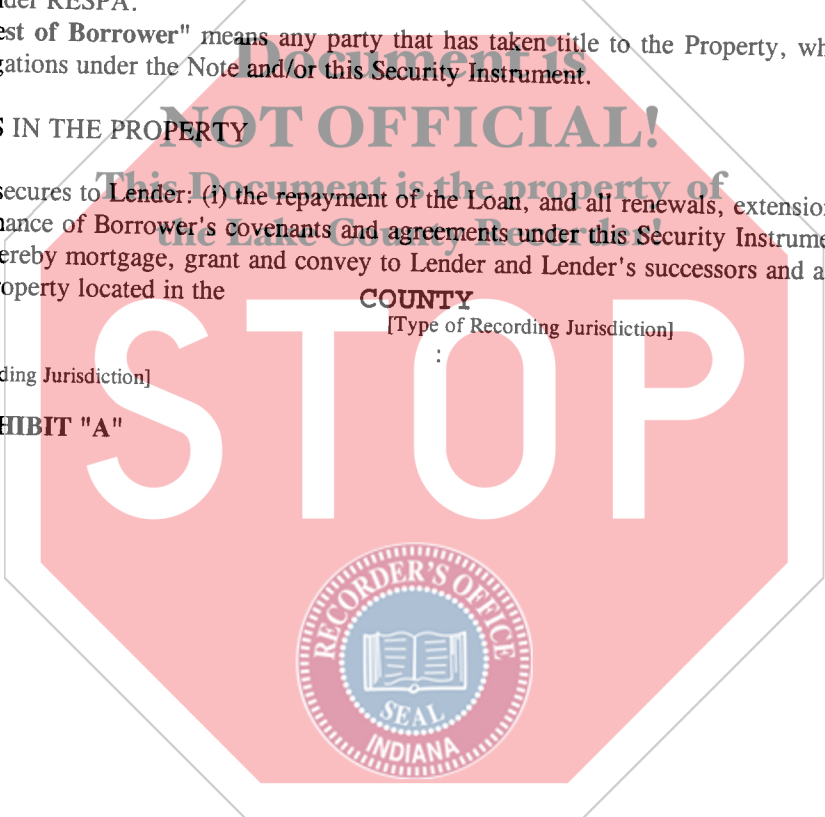 der RESPA.
est of Borrower" means any party that has taken title to the Property, wh
gations under the Note and/or this Security Instrument.
Document is
NOT OFFICIAL!
This Document is the property of
the Lake County Recorder!
S IN THE PROPERTY
secures to Lender: (i) the repayment of the Loan, and all renewals, extension
nance of Borrower's covenants and agreements under this Security Instrume
ereby mortgage, grant and convey to Lender and Lender's successors and a
operty located in the COUNTY
[Type of Recording Jurisdiction]
:
ding Jurisdiction]
HIBIT "A"
STOP
RECORDER'S OFFICE
SEAL
INDIANA